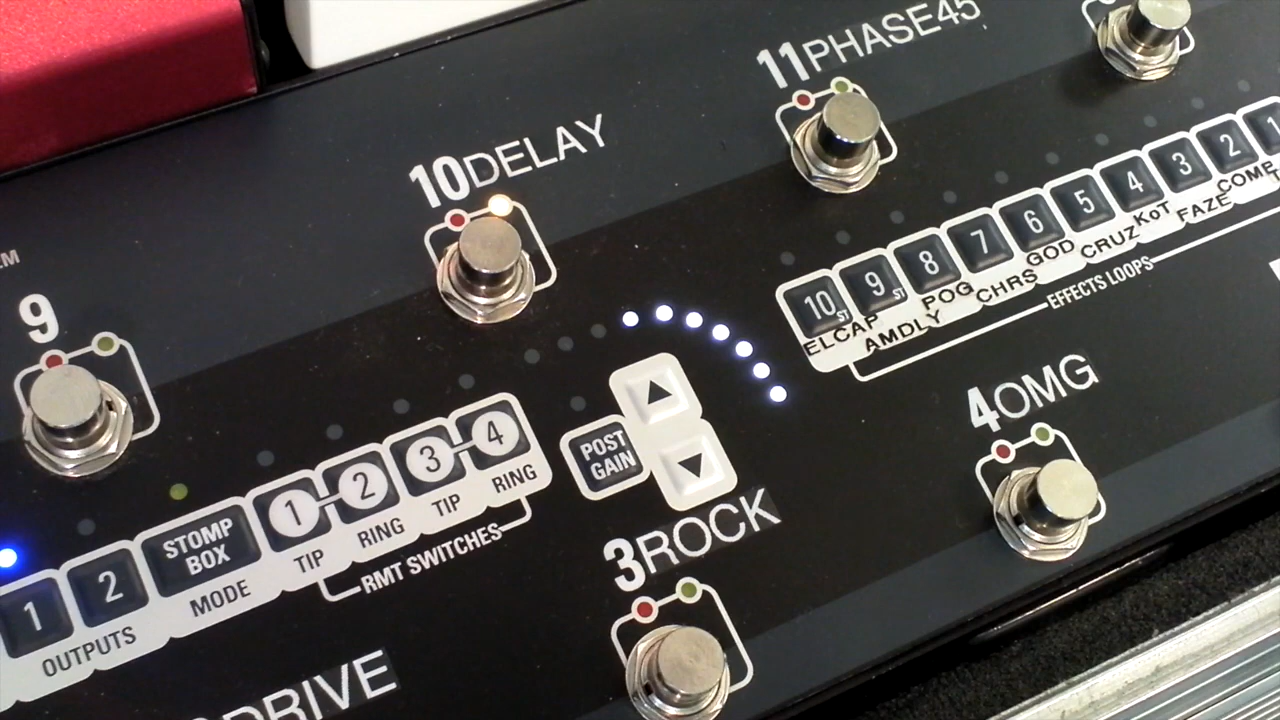 11PHASE45
10DELAY
9
10 ST
9 ST
8
7
6
5
4
3
2
1
ELCAP
AMDLY
POG
CHRS
GOD
CRUZ
KoT
FAZE
COMP
EFFECTS LOOPS
4OMG
POST
GAIN
3ROCK
1
2
STOMP
BOX
1
2
3
4
OUTPUTS
MODE
TIP
RING
TIP
RING
RMT SWITCHES
DRIVE